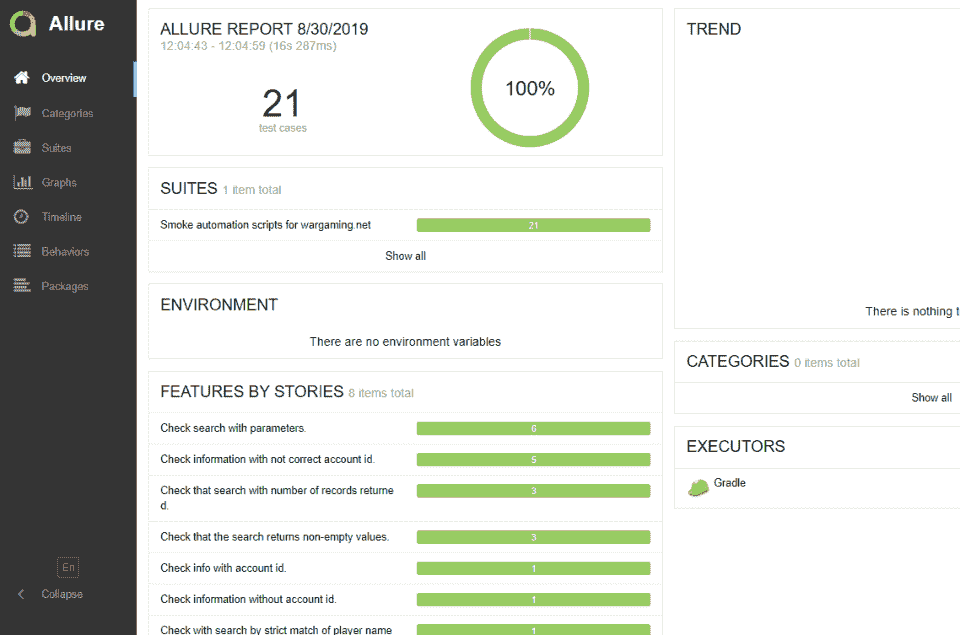 Allure
Overview
Categories
Suites
Graphs
Timeline
Behaviors
Packages
En
Collapse
ALLURE REPORT 8/30/2019
12:04:43 - 12:04:59 (16s 287ms)
21
test cases
100%
SUITES 1 item total
Smoke automation scripts for wargaming.net
21
Show all
ENVIRONMENT
There are no environment variables
FEATURES BY STORIES 8 items total
Check search with parameters.
6
Check information with not correct account id.
5
Check that search with number of records returne
d.
3
Check that the search returns non-empty values.
3
Check info with account id.
1
Check information without account id.
1
Check with search by strict match of player name
1
TREND
There is nothing t
CATEGORIES 0 items total
Show all
EXECUTORS
Gradle